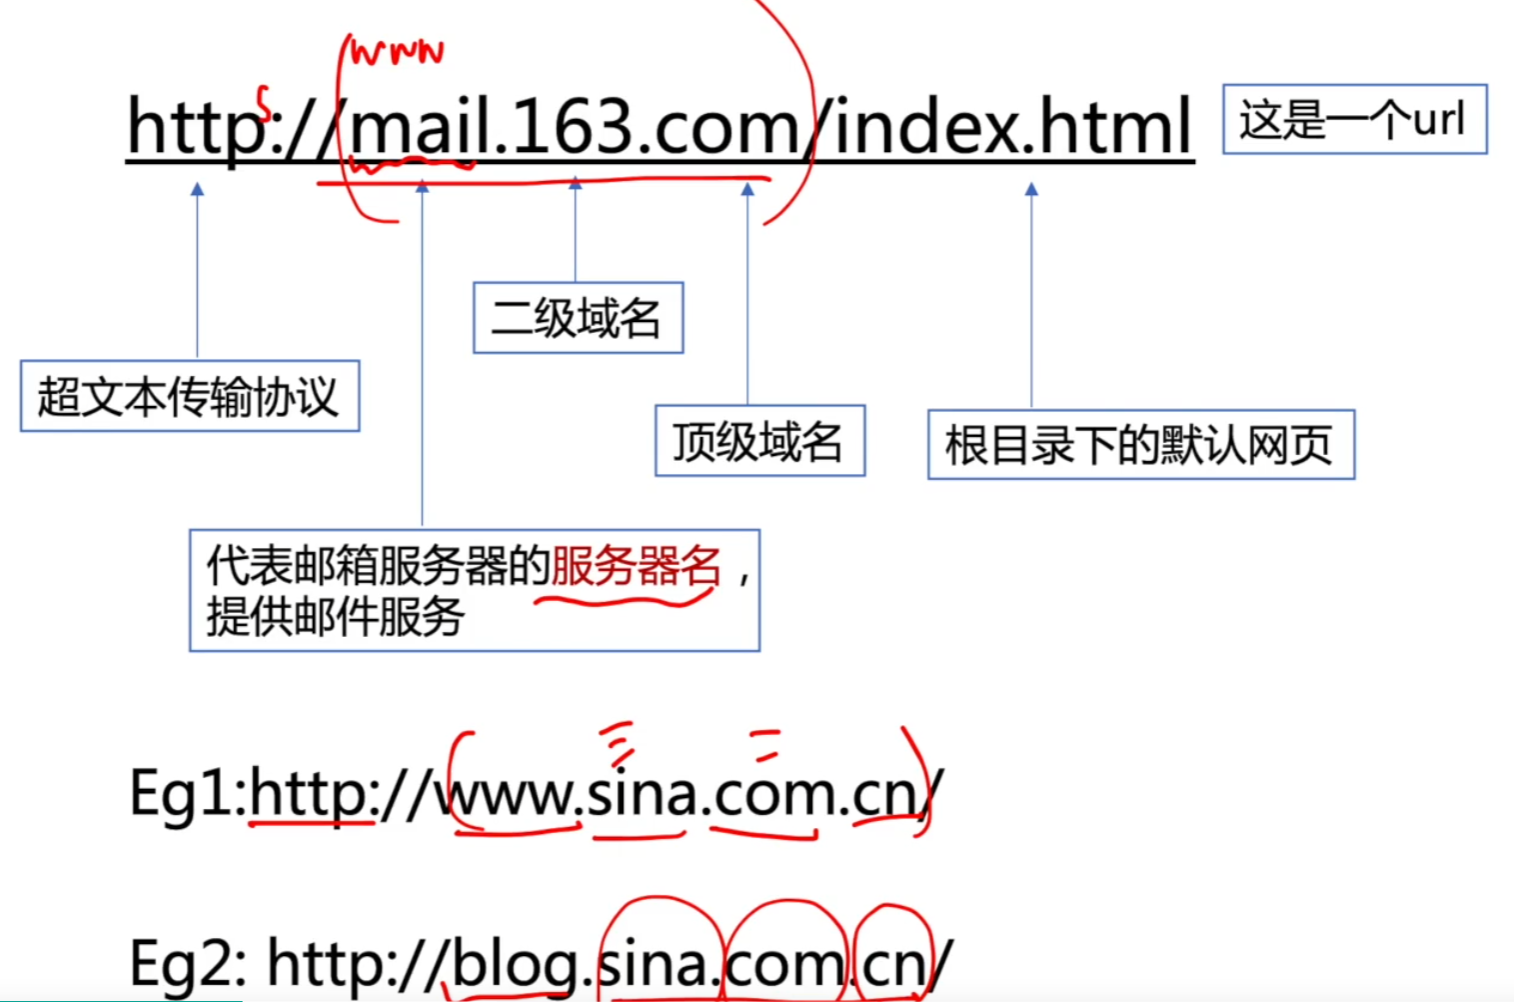 www
s
http://mail.163.com/index.html
这是一个url
二级域名
超文本传输协议
顶级域名
根目录下的默认网页
代表邮箱服务器的服务器名，
提供邮件服务
三 二
Eg1:http://www.sina.com.cn/
Eg2: http://blog.sina.com.cn/